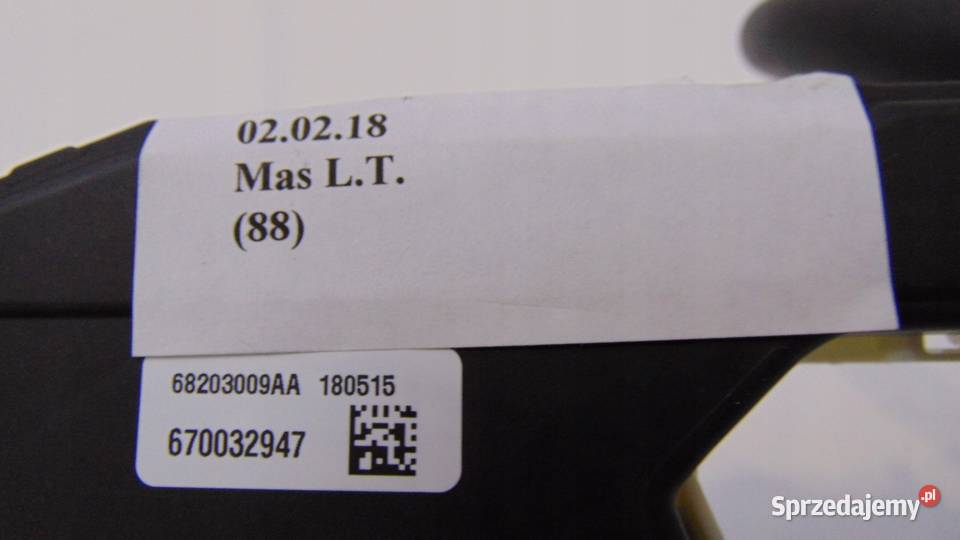 02.02.18
Mas L.T.
(88)
68203009AA 180515
670032947
Sprzedajemy.pl